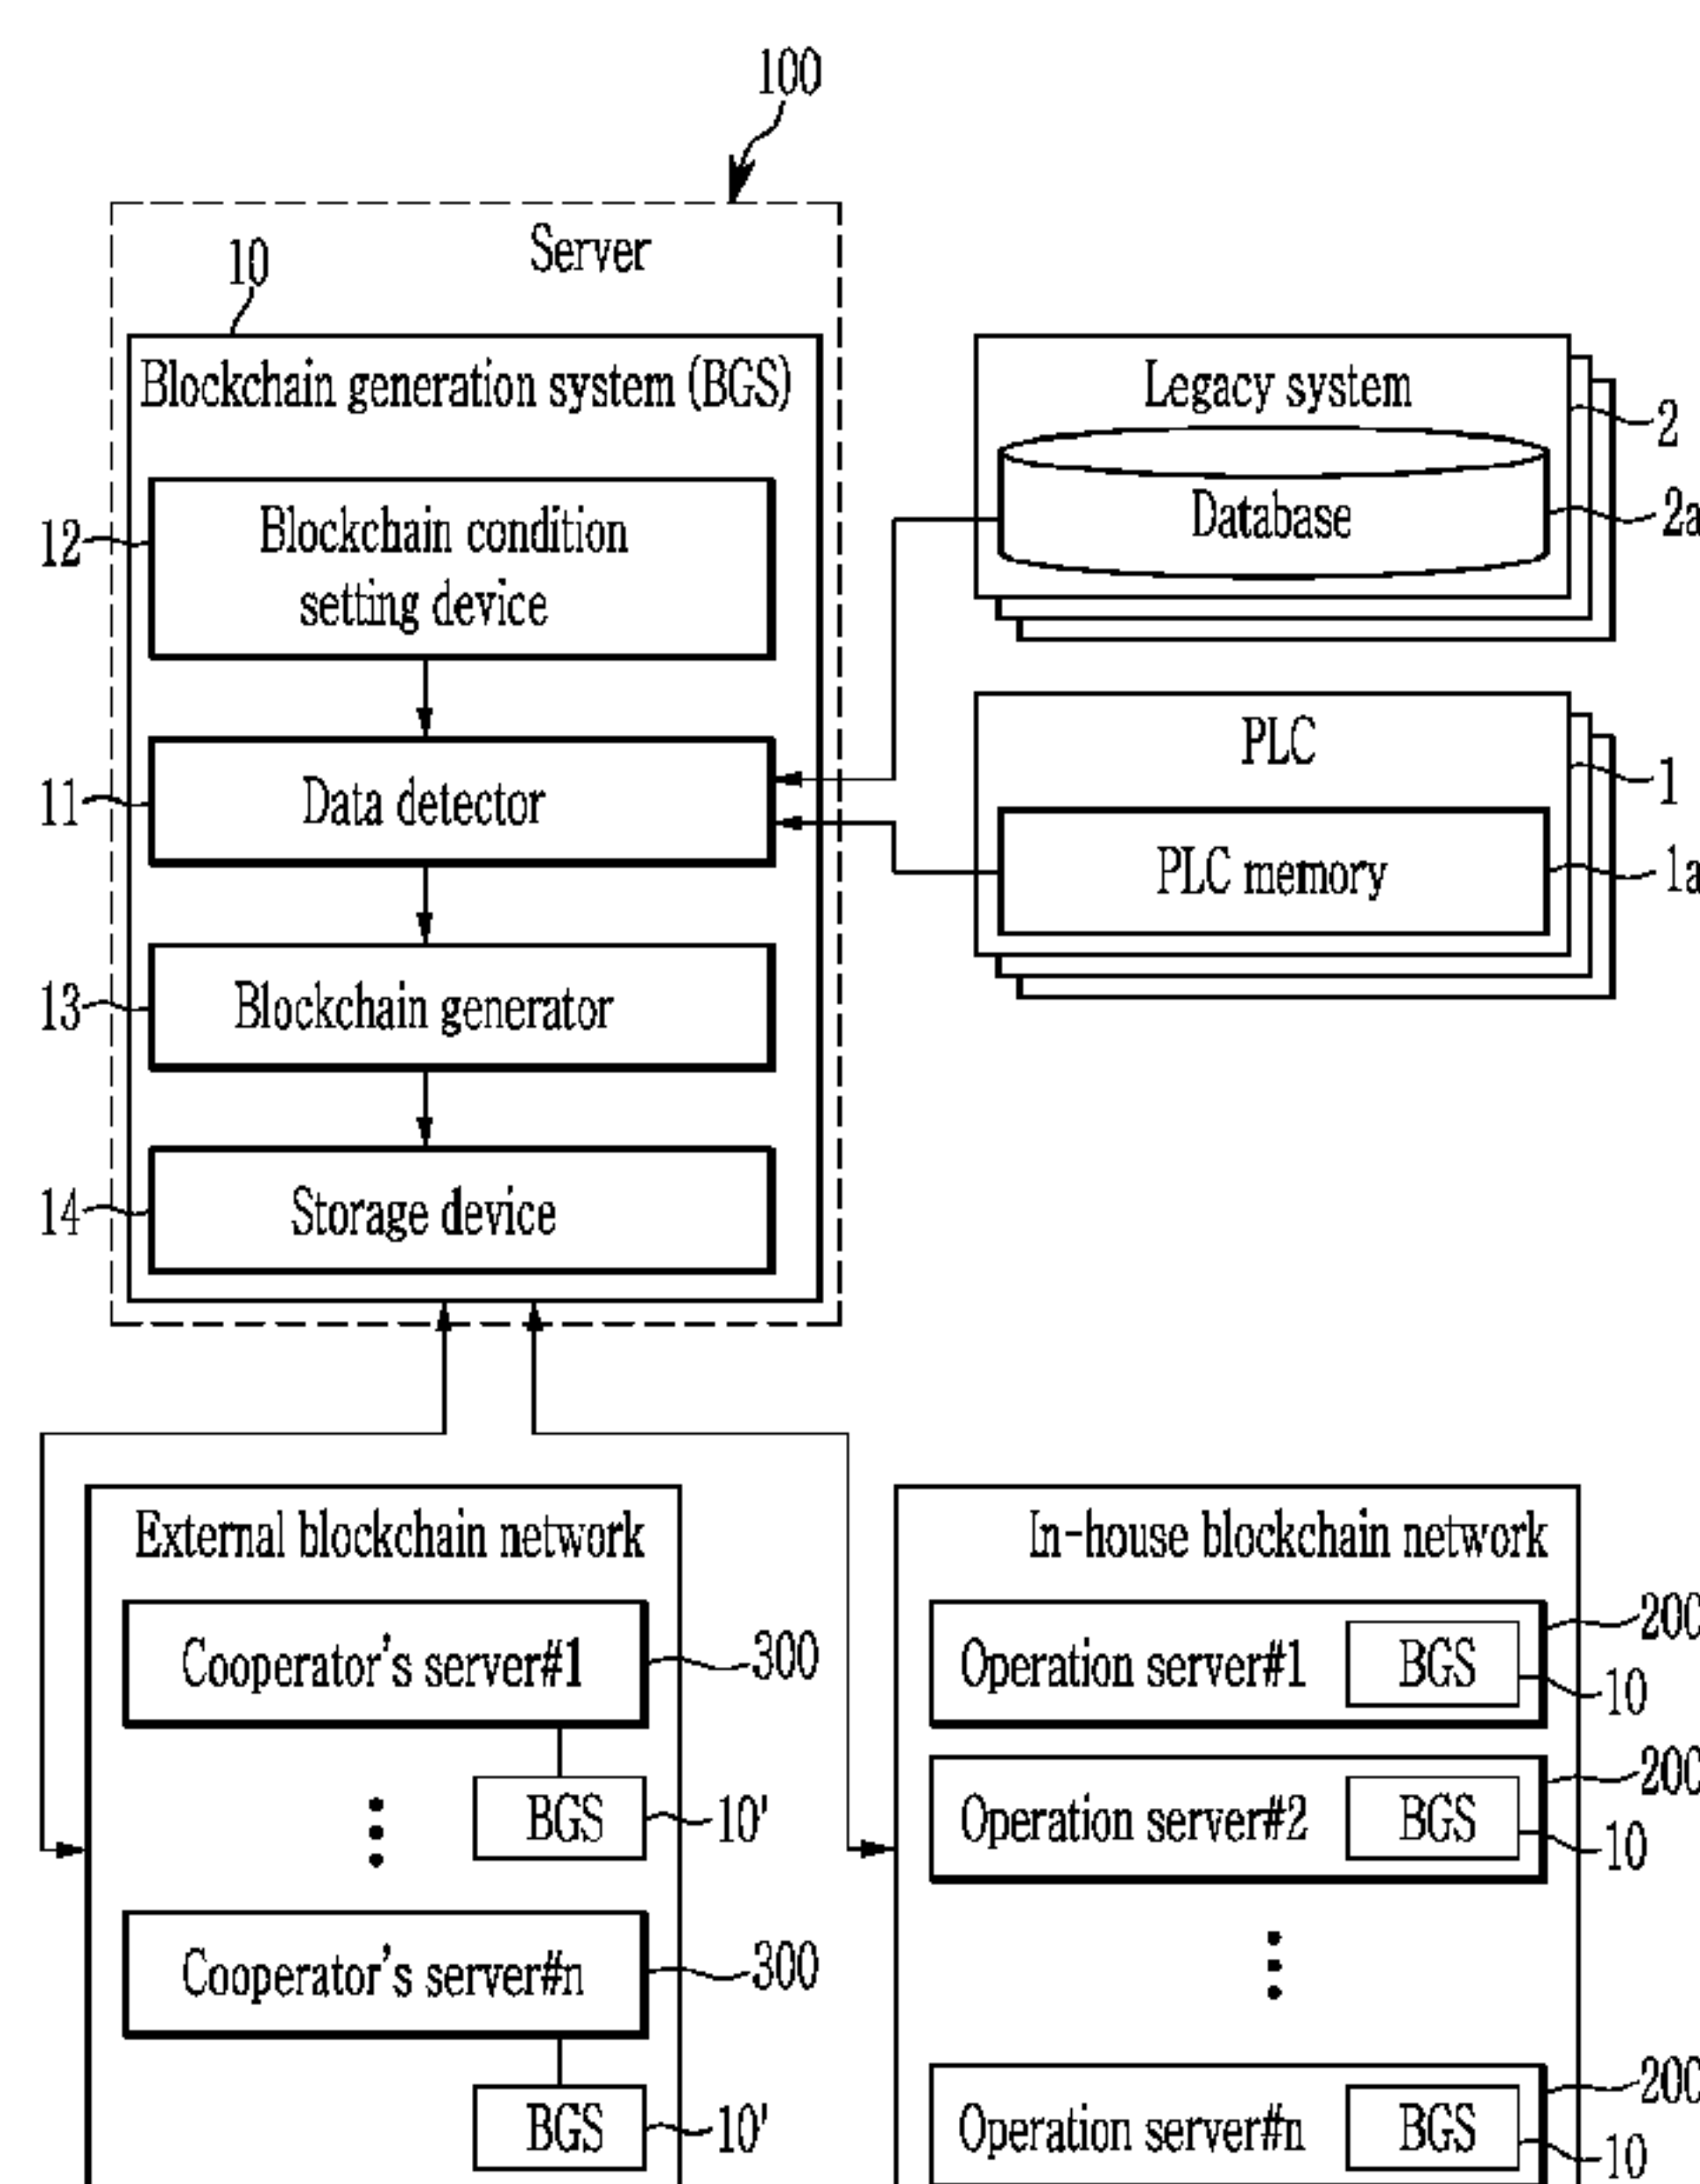 100
Server
10
Blockchain generation system (BGS)
12
Blockchain condition
setting device
11
Data detector
13
Blockchain generator
14
Storage device
Legacy system
2
Database
2a
PLC
1
PLC memory
1a
External blockchain network
Cooperator's server#1
300
BGS
10'
Cooperator's server#n
300
BGS
10'
In-house blockchain network
Operation server#1
BGS
200
10
Operation server#2
BGS
200
10
Operation server#n
BGS
200
10